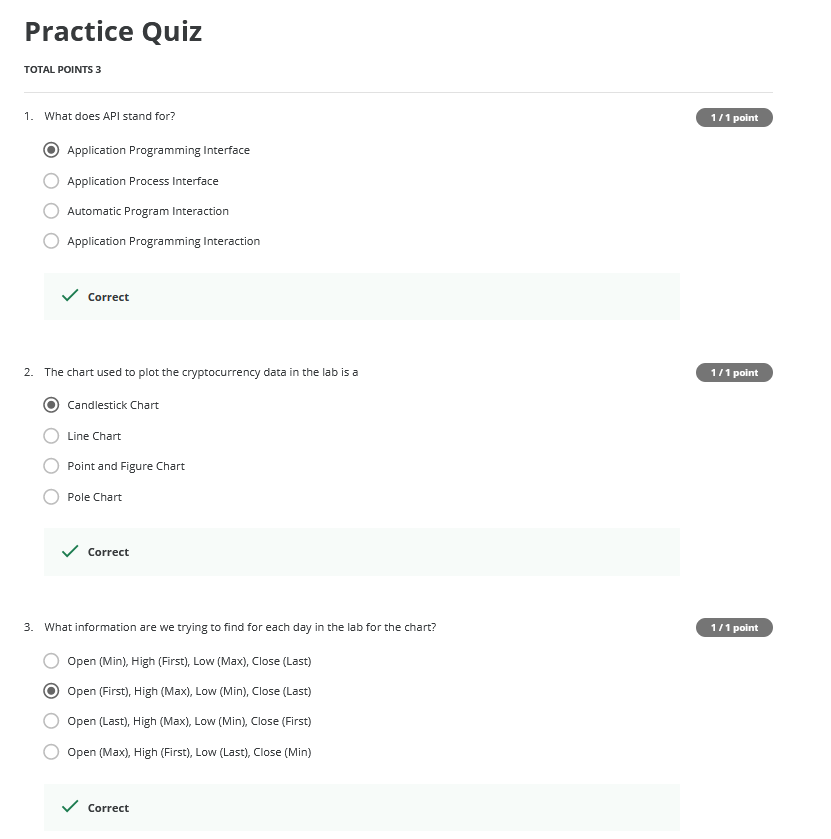 Practice Quiz
TOTAL POINTS 3
1. What does API stand for?
1 / 1 point
Application Programming Interface
Application Process Interface
Automatic Program Interaction
Application Programming Interaction
Correct
2. The chart used to plot the cryptocurrency data in the lab is a
1 / 1 point
Candlestick Chart
Line Chart
Point and Figure Chart
Pole Chart
Correct
3. What information are we trying to find for each day in the lab for the chart?
1 / 1 point
Open (Min), High (First), Low (Max), Close (Last)
Open (First), High (Max), Low (Min), Close (Last)
Open (Last), High (Max), Low (Min), Close (First)
Open (Max), High (First), Low (Last), Close (Min)
Correct